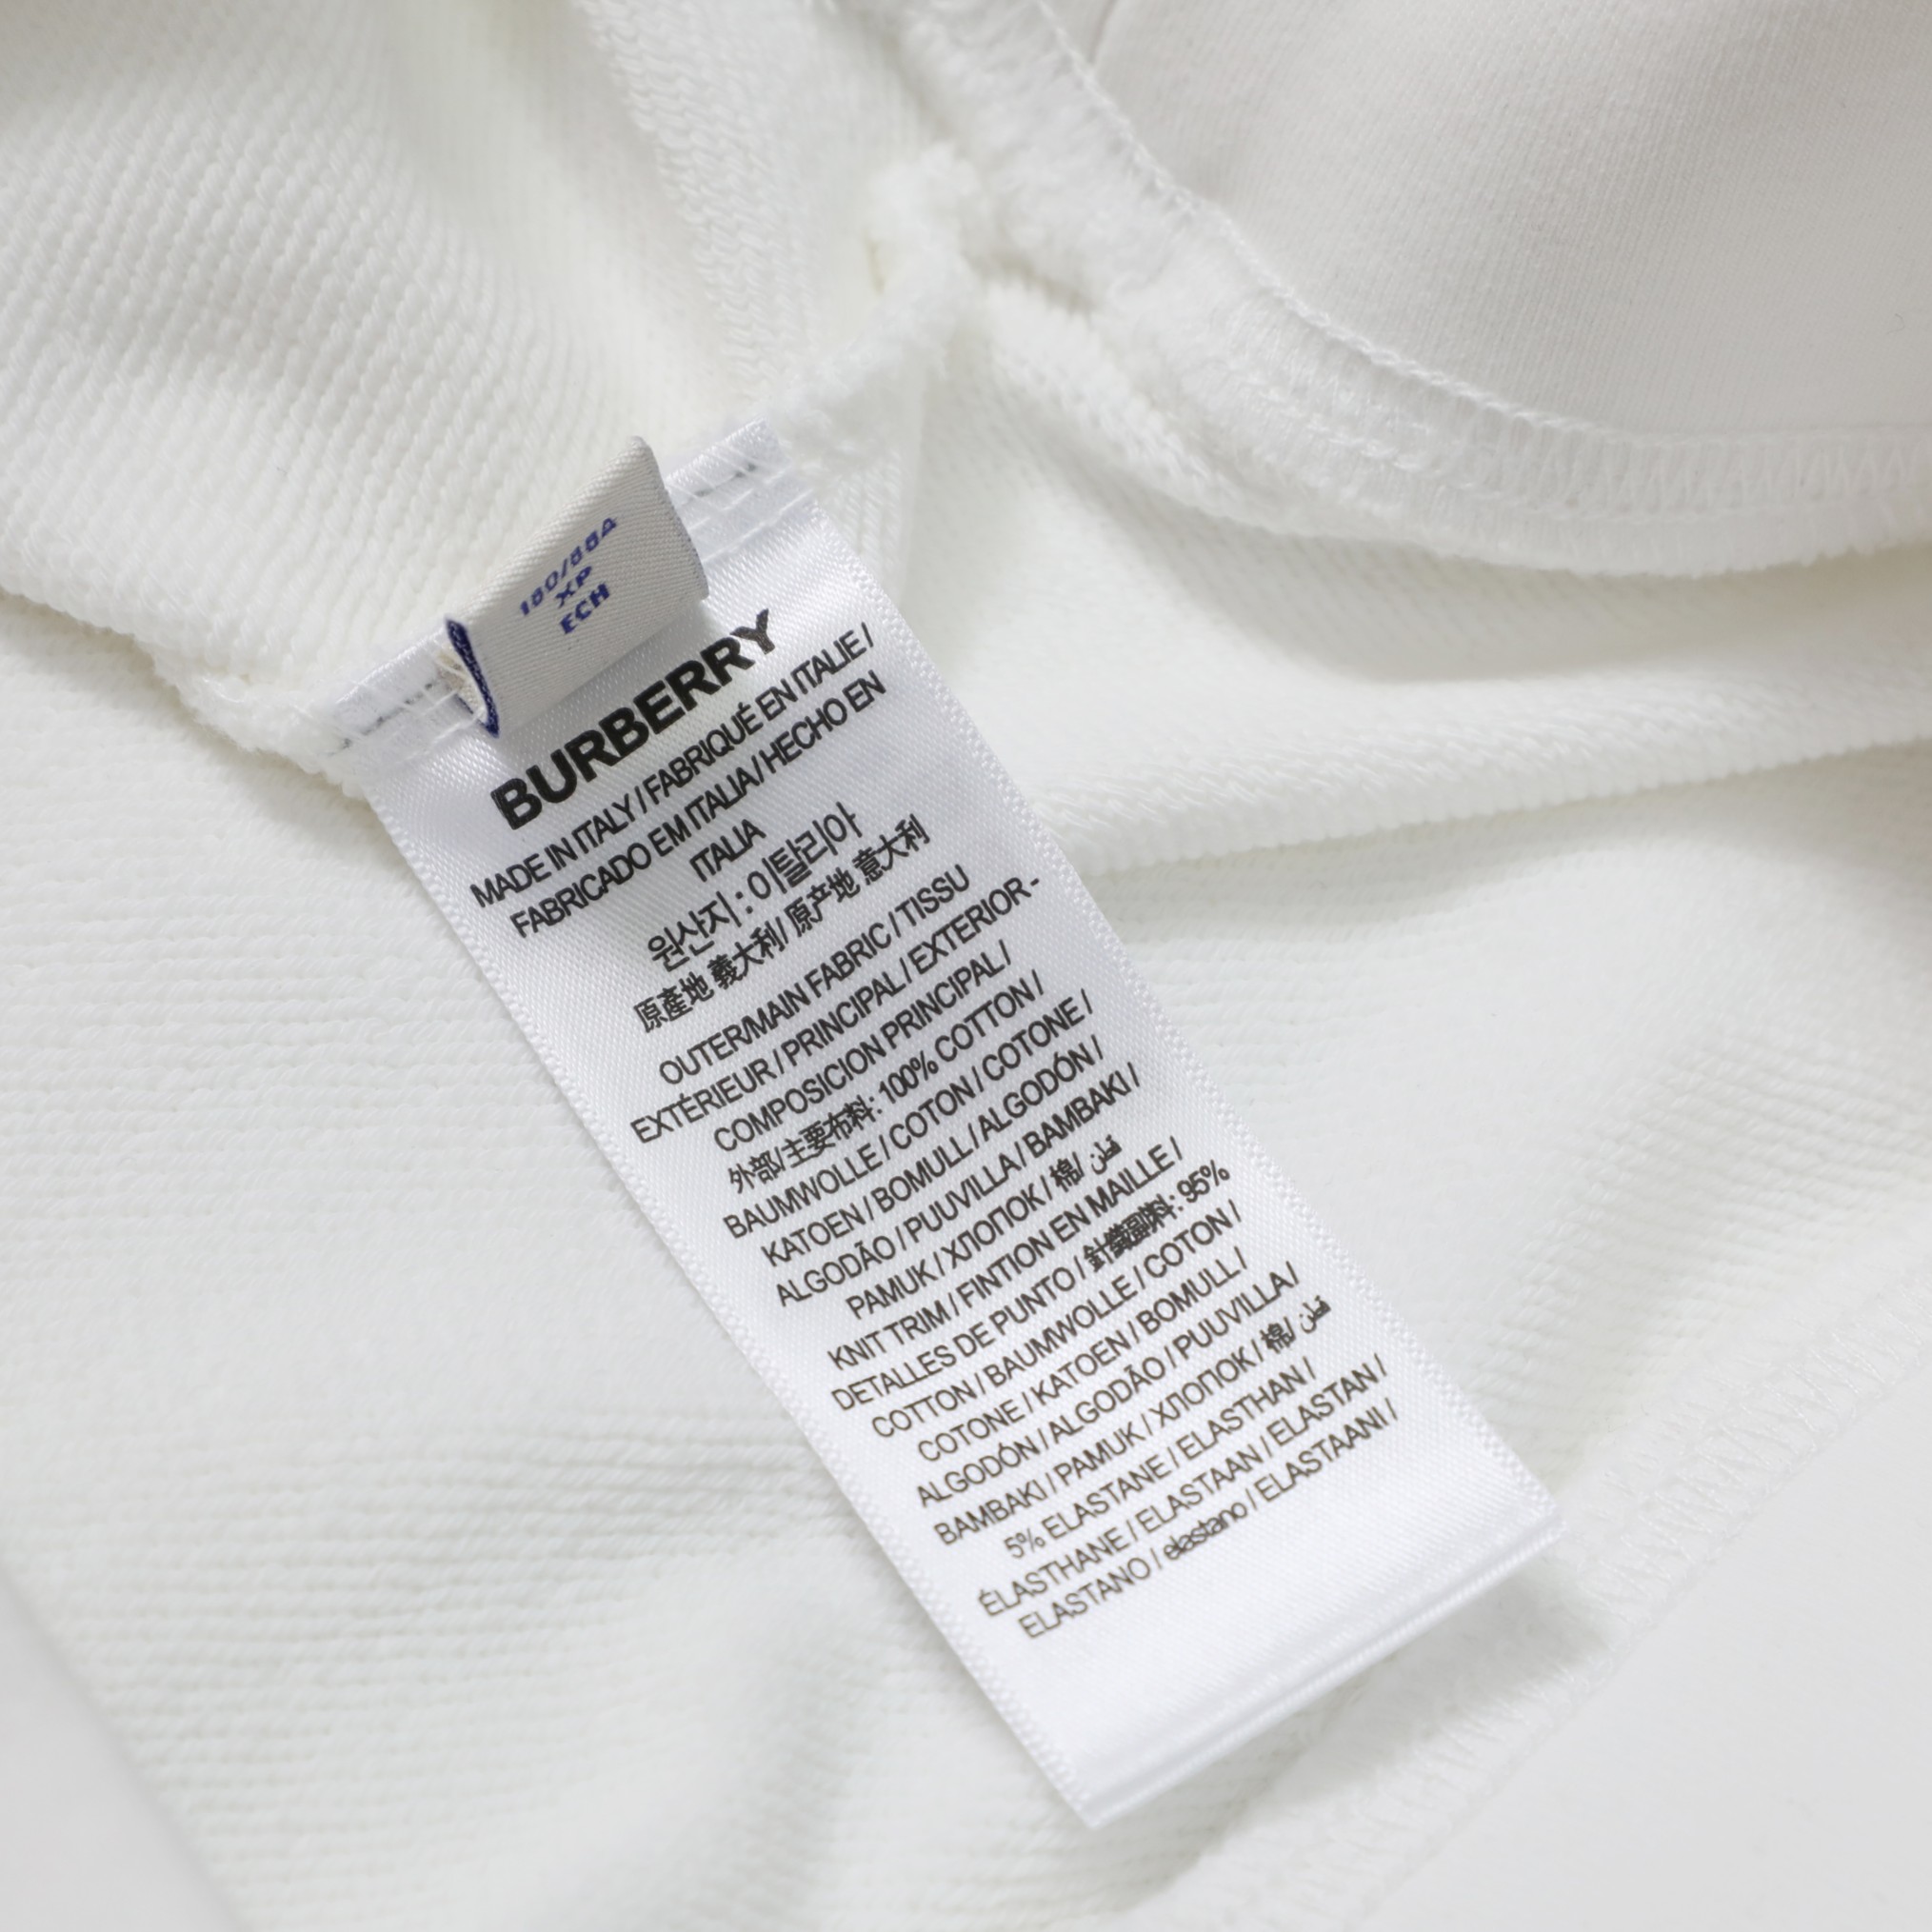 180/88A
XP
ECH
BURBERRY
MADE IN ITALY / FABRIQUÉ EN ITALIE /
FABRICADO EM ITALIA / HECHO EN
ITALIA
원산지 : 이탈리아
原產地 義大利/ 原产地 意大利
OUTER/MAIN FABRIC / TISSU
EXTÉRIEUR / PRINCIPAL / EXTERIOR -
COMPOSICION PRINCIPAL /
外部/主要布料: 100% COTTON /
BAUMWOLLE / COTON / COTONE /
KATOEN / BOMULL / ALGODÓN /
ALGODÃO / PUUVILLA / BAMBAKI /
PAMUK / ХЛОПОК / 棉/ قطن
KNIT TRIM / FINTION EN MAILLE /
DETALLES DE PUNTO / 針織副料: 95%
COTTON / BAUMWOLLE / COTON /
COTONE / KATOEN / BOMULL /
ALGODÓN / ALGODÃO / PUUVILLA /
BAMBAKI / PAMUK / ХЛОПОК / 棉/ قطن
5% ELASTANE / ELASTHAN /
ÉLASTHANE / ELASTAAN / ELASTAN /
ELASTANO / elastano / ELASTAANI /